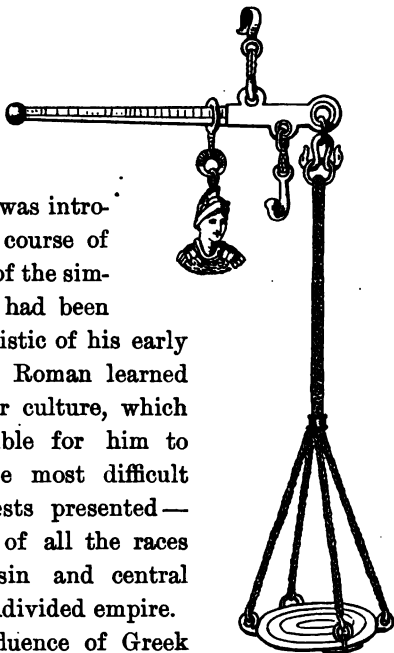 was intro-
course of
of the sim-
had been
istic of his early
Roman learned
r culture, which
ble for him to
e most difficult
ests presented—
of all the races
sin and central
divided empire.
luence of Greek